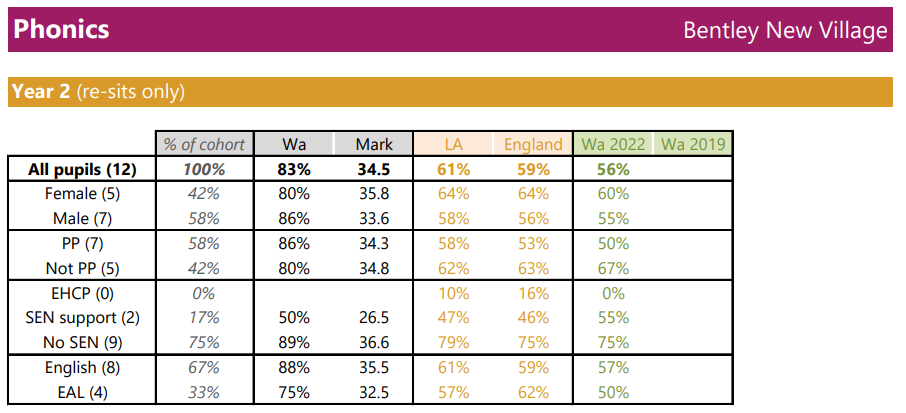 Phonics Bentley New Village
Year 2 (re-sits only)
% of cohort Wa Mark LA England Wa 2022 Wa 2019
All pupils (12) 100% 83% 34.5 61% 59% 56%
Female (5) 42% 80% 35.8 64% 64% 60%
Male (7) 58% 86% 33.6 58% 56% 55%
PP (7) 58% 86% 34.3 58% 53% 50%
Not PP (5) 42% 80% 34.8 62% 63% 67%
EHCP (0) 0% 10% 16% 0%
SEN support (2) 17% 50% 26.5 47% 46% 55%
No SEN (9) 75% 89% 36.6 79% 75% 75%
English (8) 67% 88% 35.5 61% 59% 57%
EAL (4) 33% 75% 32.5 57% 62% 50%